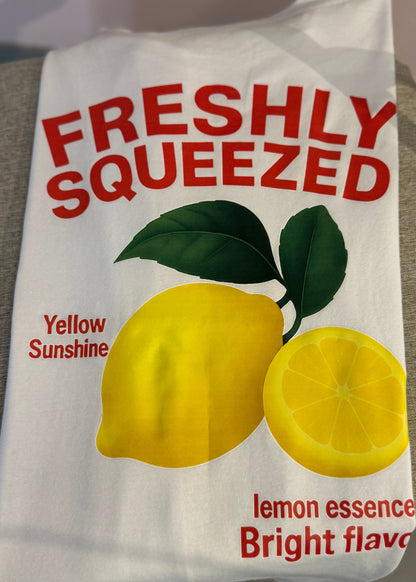 FRESHLY
SQUEEZED
Yellow
Sunshine
lemon essence
Bright flavo